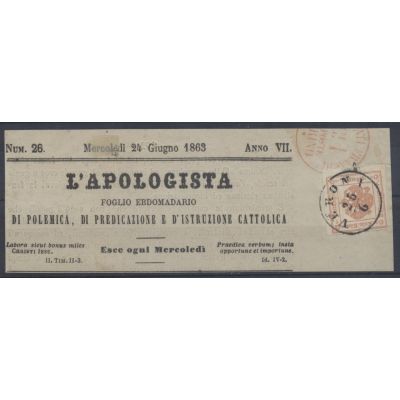 NUM. 26. Mercoledì 24 Giugno 1863 ANNO VII.
L'APOLOGISTA
FOGLIO EBDOMADARIO
DI POLEMICA, DI PREDICAZIONE E D'ISTRUZIONE CATTOLICA
Labora sicut bonus miles
CHRISTI IESU.
II. TIM. II-3.
Esce ogni Mercoledì
Praedica verbum; insta
opportune et importune.
Id. IV-2.
VERONA
25
6